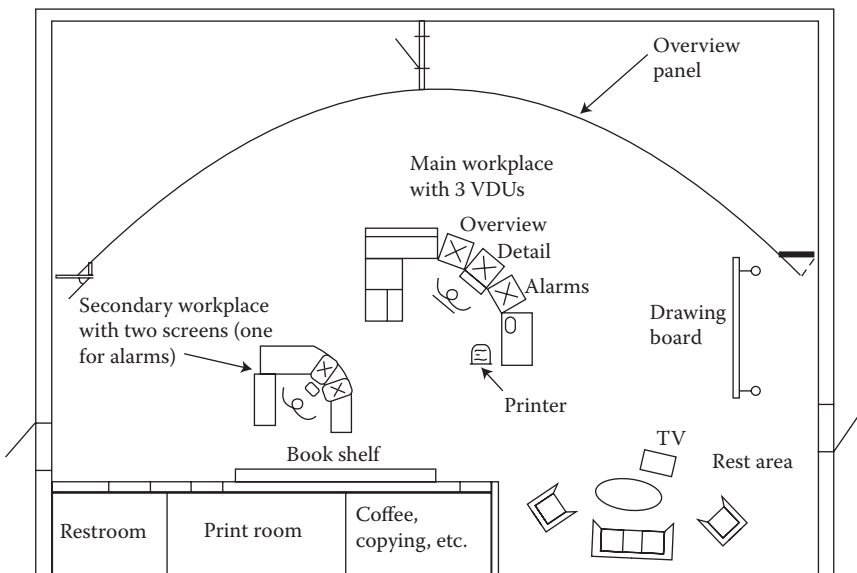 Overview
panel
Main workplace
with 3 VDUs
Overview
Detail
Alarms
Secondary workplace
with two screens (one
for alarms)
Drawing
board
Printer
Book shelf
TV
Rest area
Restroom
Print room
Coffee,
copying, etc.